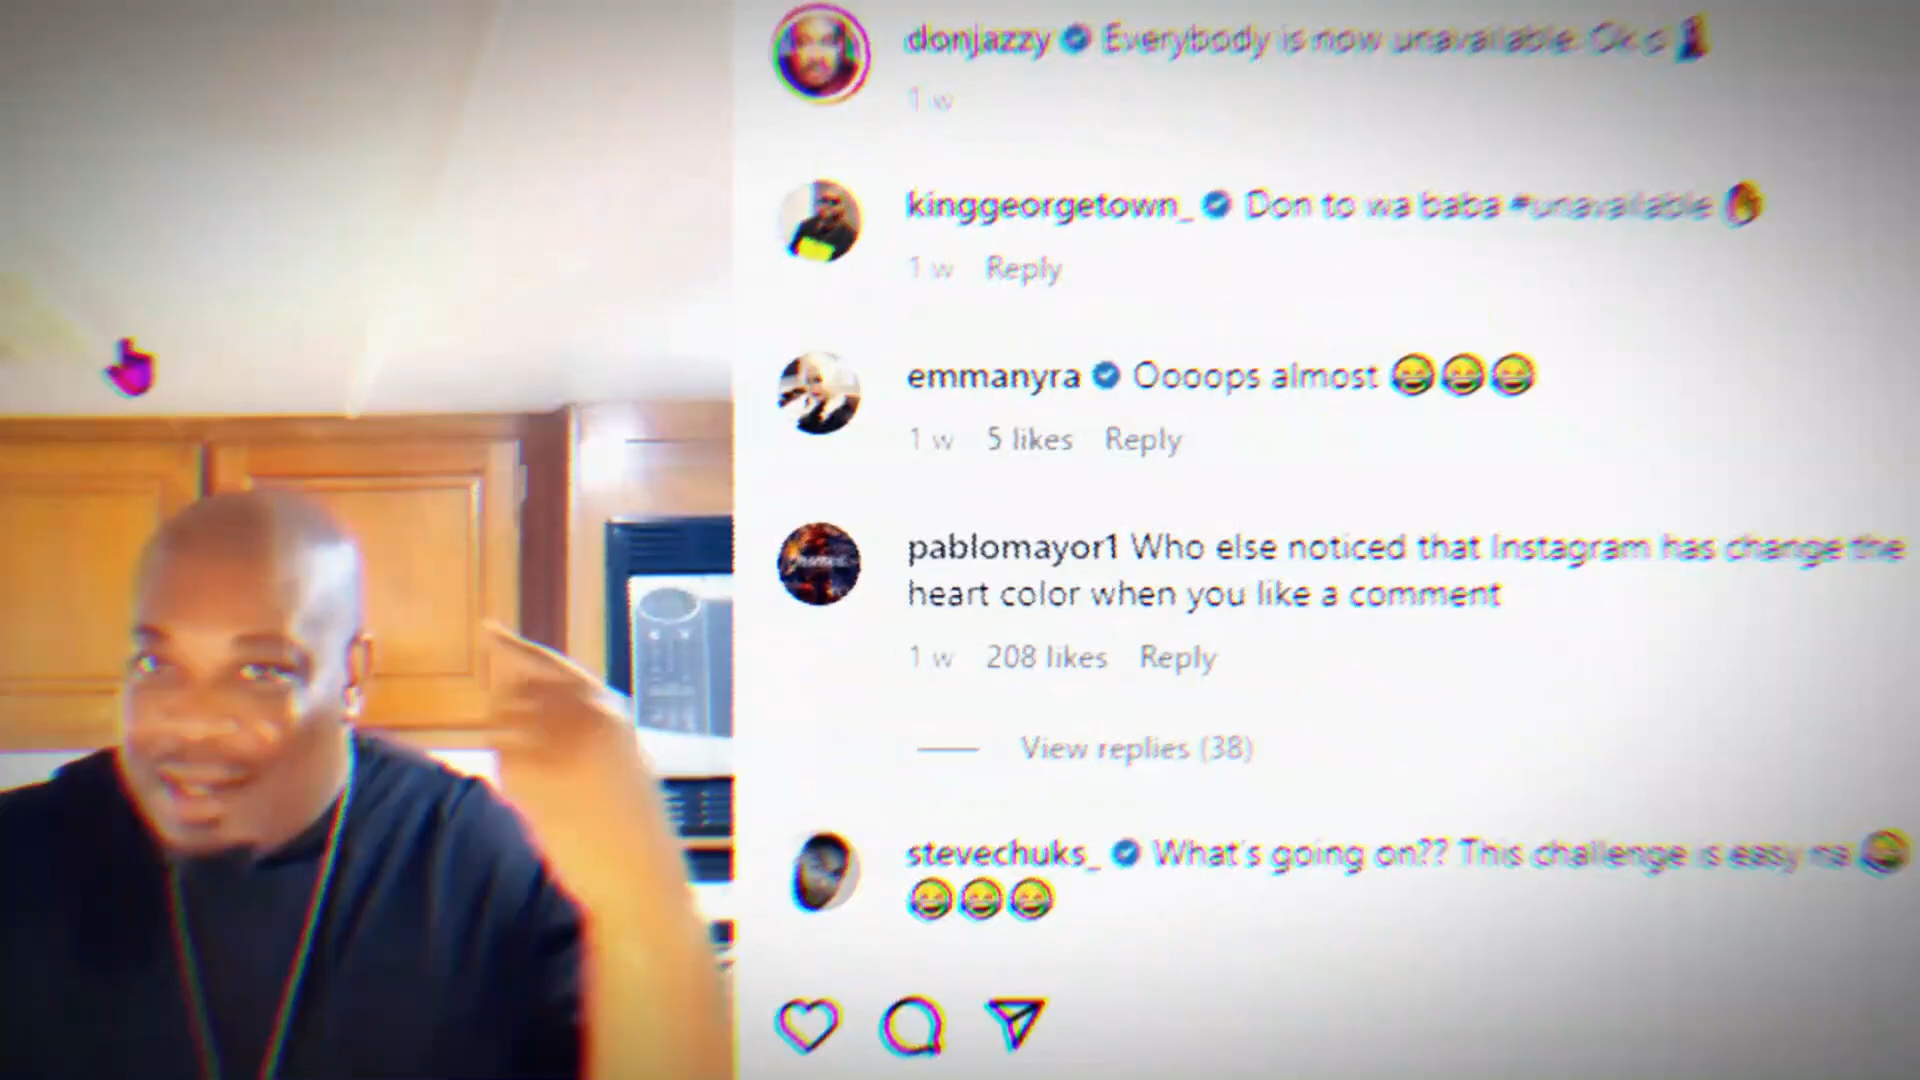 donjazzy Everybody is now unavailable. Ok o
1 w
kinggeorgetown_ Don to wa baba #unavailable
1 w Reply
emmanyra Oooops almost 😂😂😂
1 w 5 likes Reply
pablomayor1 Who else noticed that Instagram has change the
heart color when you like a comment
1 w 208 likes Reply
View replies (38)
stevechuks_ What's going on?? This challenge is easy na 😂
😂😂😂